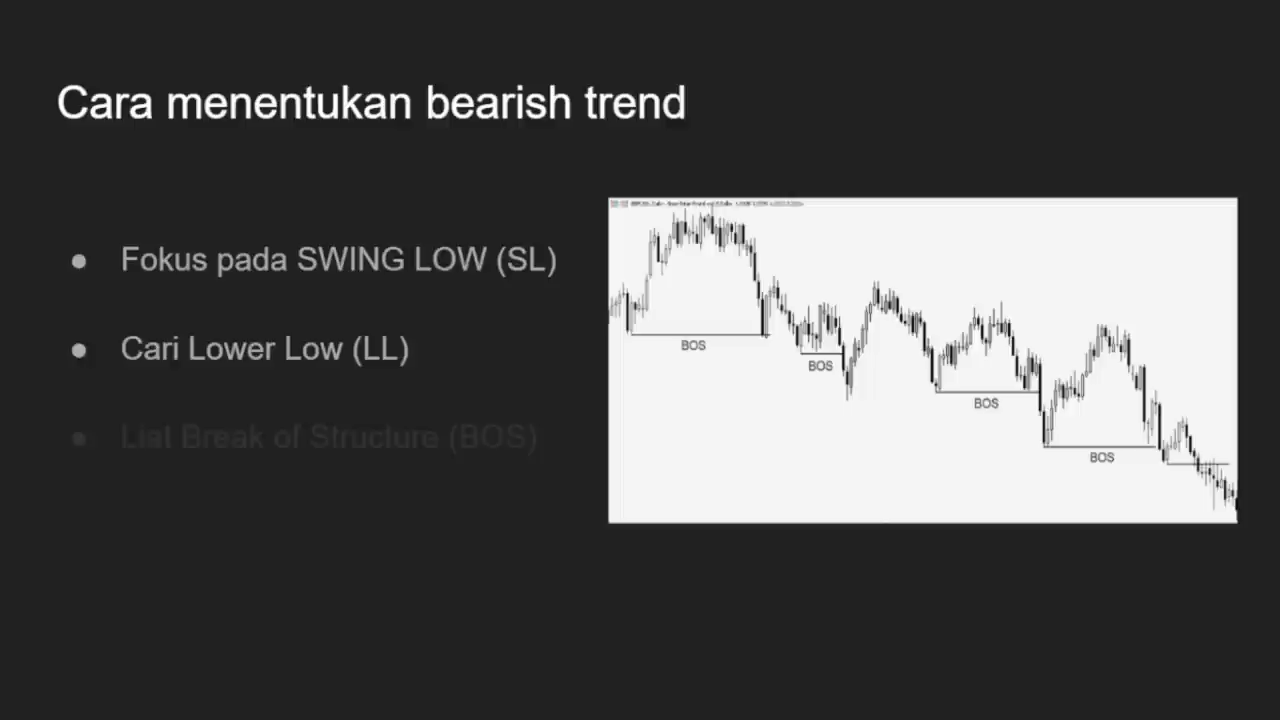 Cara menentukan bearish trend
● Fokus pada SWING LOW (SL)
● Cari Lower Low (LL)
● Liat Break of Structure (BOS)
BOS
BOS
BOS
BOS